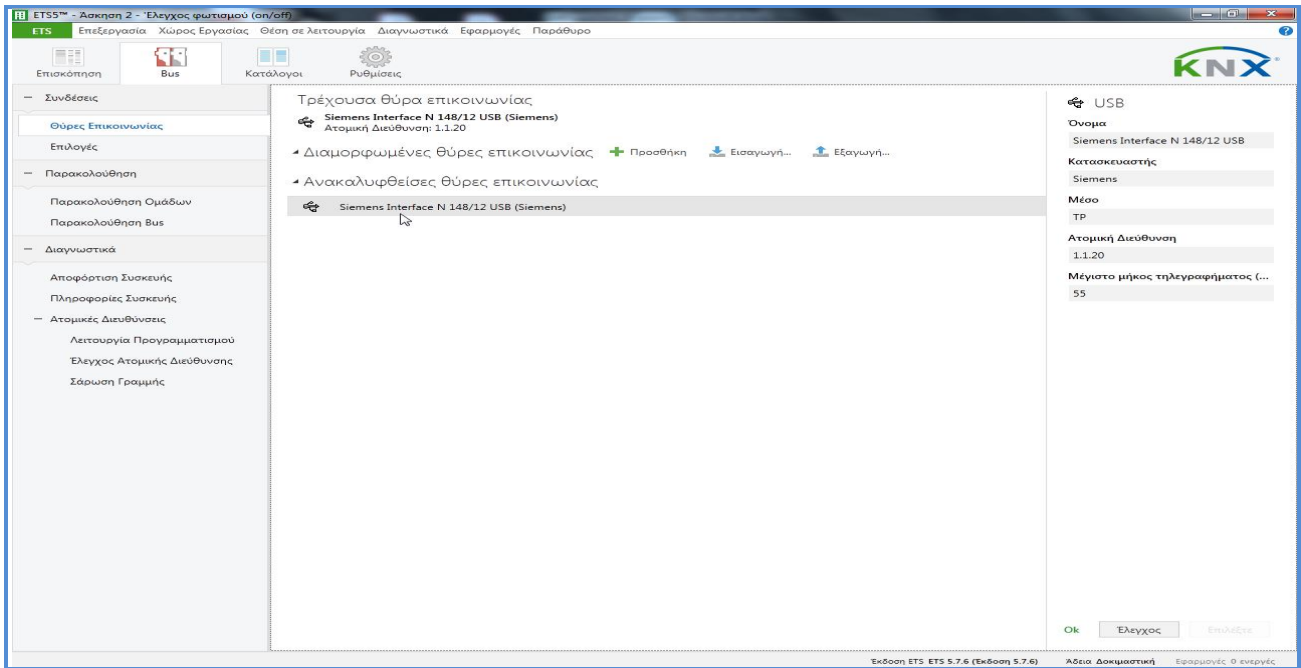 ETS5™ - Άσκηση 2 - Έλεγχος φωτισμού (on/off)
ETS Επεξεργασία Χώρος Εργασίας Θέση σε λειτουργία Διαγνωστικά Εφαρμογές Παράθυρο
Επισκόπηση Bus Κατάλογοι Ρυθμίσεις
KNX
Συνδέσεις
Θύρες Επικοινωνίας
Επιλογές
Παρακολούθηση
Παρακολούθηση Ομάδων
Παρακολούθηση Bus
Διαγνωστικά
Αποφόρτιση Συσκευής
Πληροφορίες Συσκευής
Ατομικές Διευθύνσεις
Λειτουργία Προγραμματισμού
Έλεγχος Ατομικής Διεύθυνσης
Σάρωση Γραμμής
Τρέχουσα θύρα επικοινωνίας
Siemens Interface N 148/12 USB (Siemens)
Ατομική Διεύθυνση: 1.1.20
Διαμορφωμένες θύρες επικοινωνίας Προσθήκη Εισαγωγή... Εξαγωγή...
Ανακαλυφθείσες θύρες επικοινωνίας
Siemens Interface N 148/12 USB (Siemens)
USB
Όνομα
Siemens Interface N 148/12 USB
Κατασκευαστής
Siemens
Μέσο
TP
Ατομική Διεύθυνση
1.1.20
Μέγιστο μήκος τηλεγραφήματος (...
55
Ok Έλεγχος Επιλέξτε
Έκδοση ETS ETS 5.7.6 (Έκδοση 5.7.6) Άδεια Δοκιμαστική Εφαρμογές 0 ενεργές